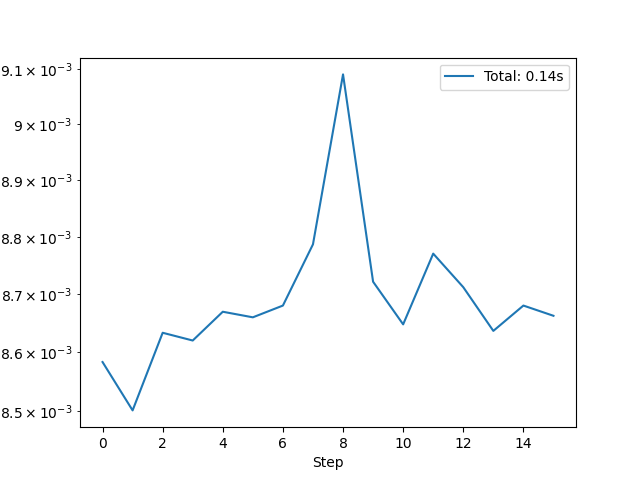 Total: 0.14s
9.1 × 10⁻³
9 × 10⁻³
8.9 × 10⁻³
8.8 × 10⁻³
8.7 × 10⁻³
8.6 × 10⁻³
8.5 × 10⁻³
0 2 4 6 8 10 12 14
Step